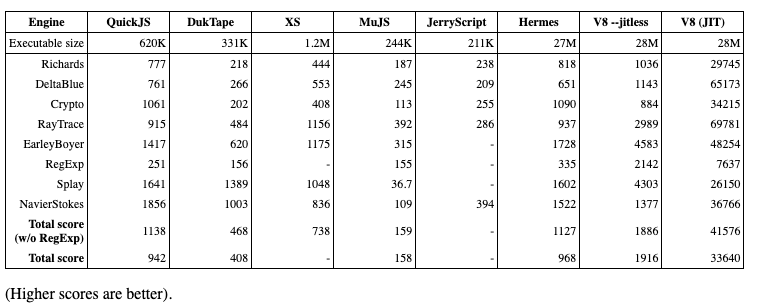 Engine QuickJS DukTape XS MuJS JerryScript Hermes V8 --jitless V8 (JIT)
Executable size 620K 331K 1.2M 244K 211K 27M 28M 28M
Richards 777 218 444 187 238 818 1036 29745
DeltaBlue 761 266 553 245 209 651 1143 65173
Crypto 1061 202 408 113 255 1090 884 34215
RayTrace 915 484 1156 392 286 937 2989 69781
EarleyBoyer 1417 620 1175 315 - 1728 4583 48254
RegExp 251 156 - 155 - 335 2142 7637
Splay 1641 1389 1048 36.7 - 1602 4303 26150
NavierStokes 1856 1003 836 109 394 1522 1377 36766
Total score
(w/o RegExp) 1138 468 738 159 - 1127 1886 41576
Total score 942 408 - 158 - 968 1916 33640
(Higher scores are better).